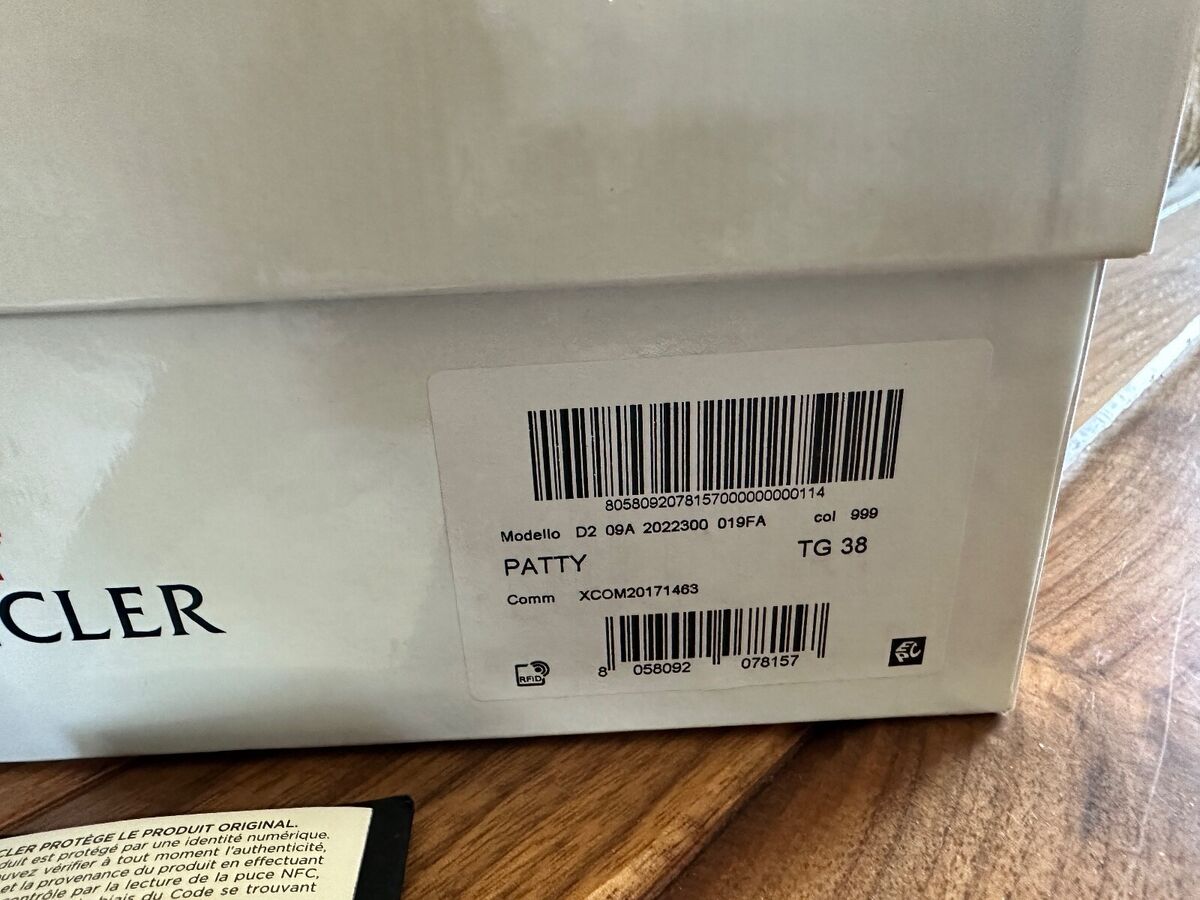 8058092078157000000000114
Modello D2 09A 2022300 019FA col 999
PATTY TG 38
Comm XCOM20171463
CLER
RFID
8 058092 078157
EPC
CLER PROTÈGE LE PRODUIT ORIGINAL.
duit est protégé par une identité numérique.
ouvez vérifier à tout moment l'authenticité,
et la provenance du produit en effectuant
contrôle par la lecture de la puce NFC,
biais du Code se trouvant